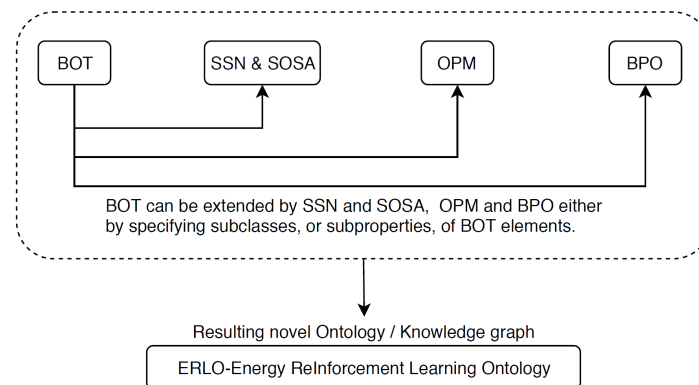 BOT
SSN & SOSA
OPM
BPO
BOT can be extended by SSN and SOSA, OPM and BPO either
by specifying subclasses, or subproperties, of BOT elements.
Resulting novel Ontology / Knowledge graph
ERLO-Energy ReInforcement Learning Ontology